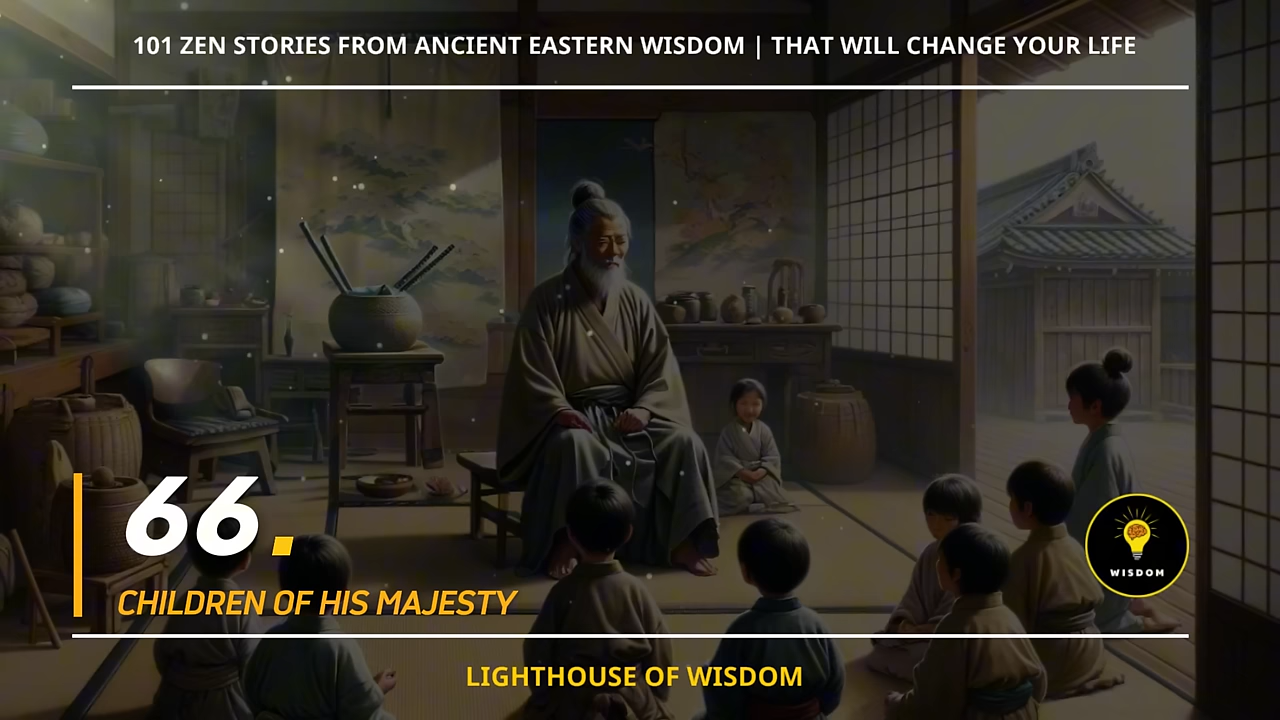 101 ZEN STORIES FROM ANCIENT EASTERN WISDOM | THAT WILL CHANGE YOUR LIFE
66.
CHILDREN OF HIS MAJESTY
WISDOM
LIGHTHOUSE OF WISDOM